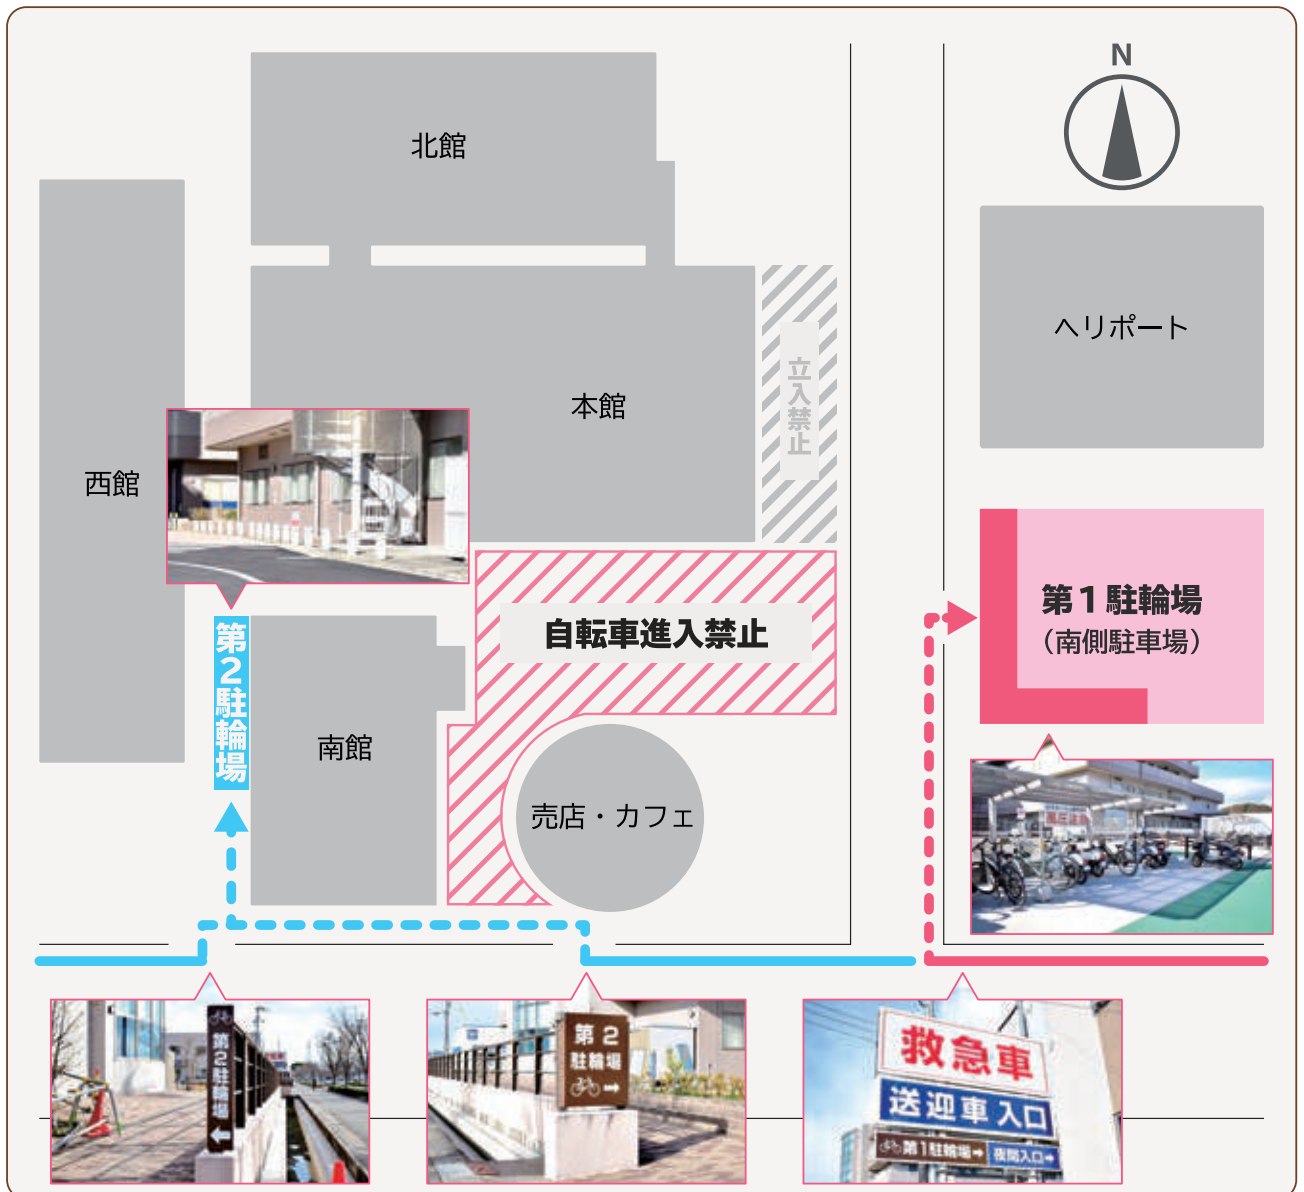 N
北館
ヘリポート
本館
立入禁止
西館
自転車進入禁止
第1駐輪場
(南側駐車場)
第2駐輪場
南館
売店・カフェ
第2駐輪場
第2
駐輪場
救急車
送迎車入口
第1駐輪場
夜間入口